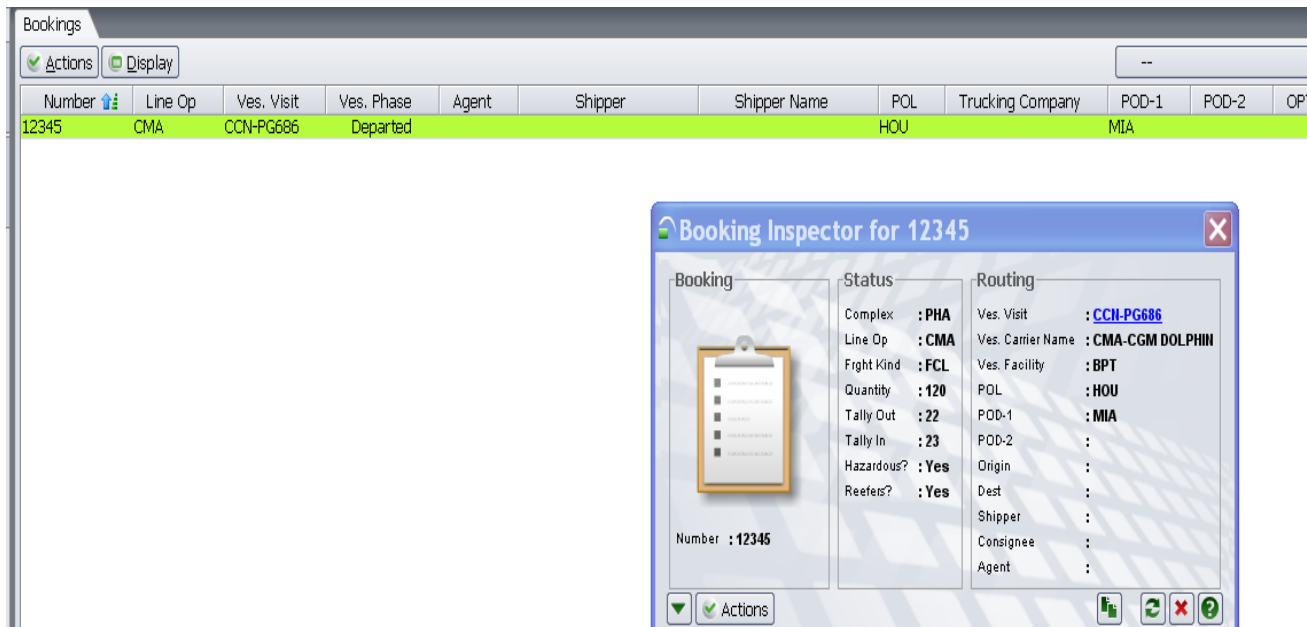 Bookings
Actions Display --
Number Line Op Ves. Visit Ves. Phase Agent Shipper Shipper Name POL Trucking Company POD-1 POD-2 OPT
12345 CMA CCN-PG686 Departed HOU MIA
Booking Inspector for 12345
Booking
Number : 12345
Status
Complex : PHA
Line Op : CMA
Frght Kind : FCL
Quantity : 120
Tally Out : 22
Tally In : 23
Hazardous? : Yes
Reefers? : Yes
Routing
Ves. Visit : CCN-PG686
Ves. Carrier Name : CMA-CGM DOLPHIN
Ves. Facility : BPT
POL : HOU
POD-1 : MIA
POD-2 :
Origin :
Dest :
Shipper :
Consignee :
Agent :
Actions